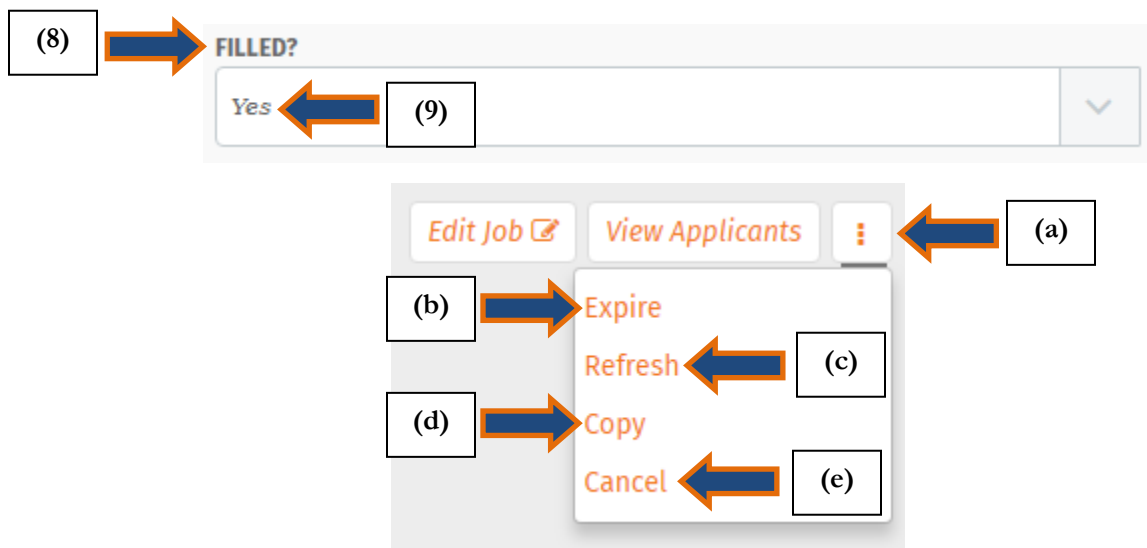 (8)
FILLED?
Yes (9)
Edit Job View Applicants (a)
(b) Expire
Refresh (c)
(d) Copy
Cancel (e)